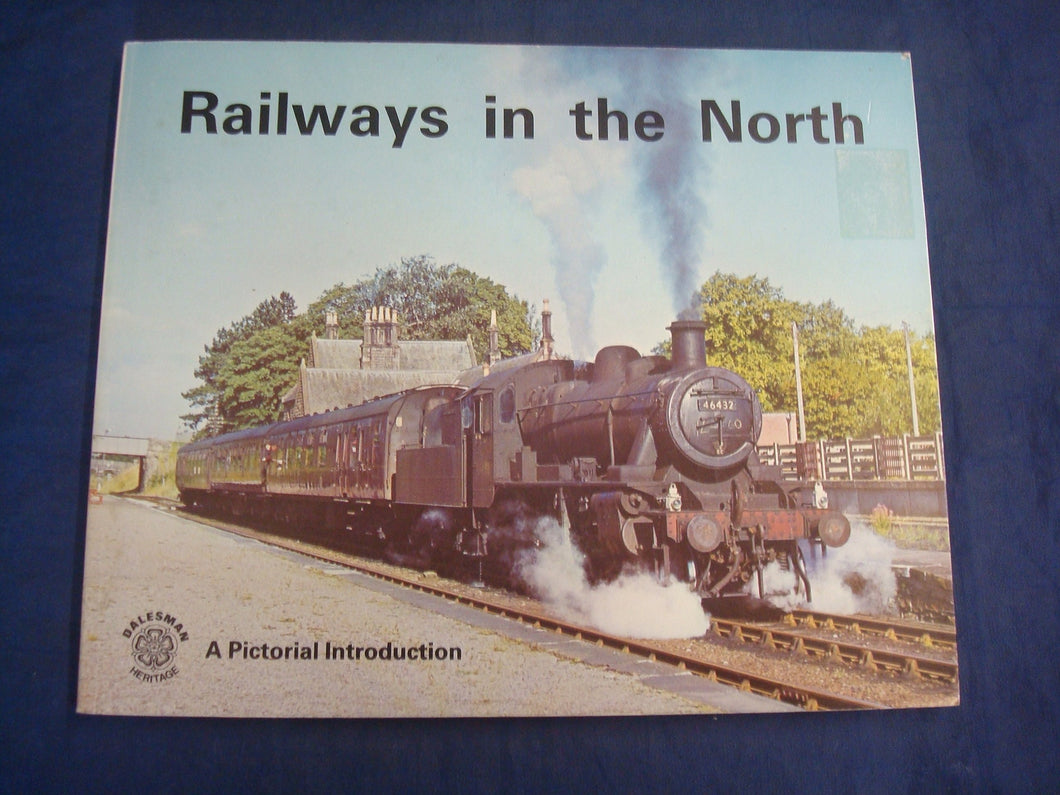 Railways in the North
46432
DALESMAN
HERITAGE
A Pictorial Introduction